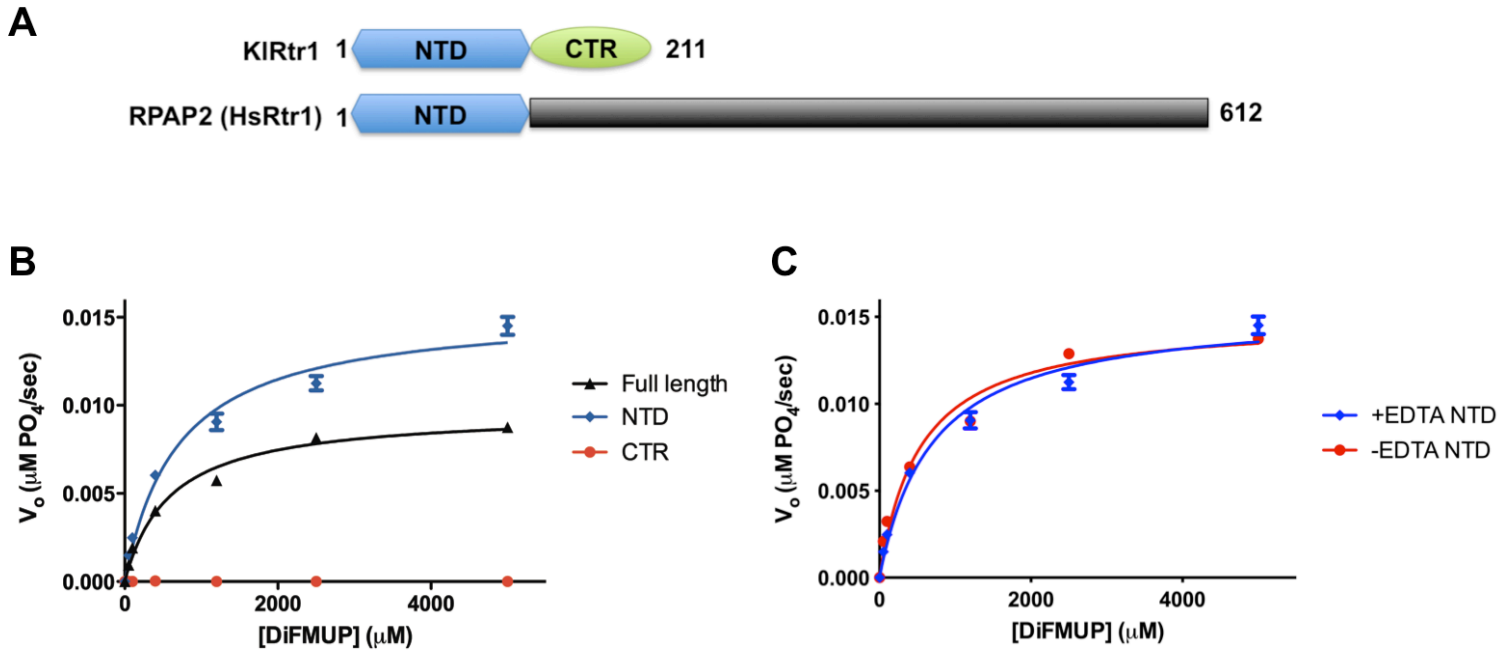 A
KlRtr1 1 NTD CTR 211
RPAP2 (HsRtr1) 1 NTD 612
B
0.015
0.010
0.005
0.000
V₀ (μM PO₄/sec)
0 2000 4000
[DiFMUP] (μM)
Full length
NTD
CTR
C
0.015
0.010
0.005
0.000
V₀ (μM PO₄/sec)
0 2000 4000
[DiFMUP] (μM)
+EDTA NTD
-EDTA NTD